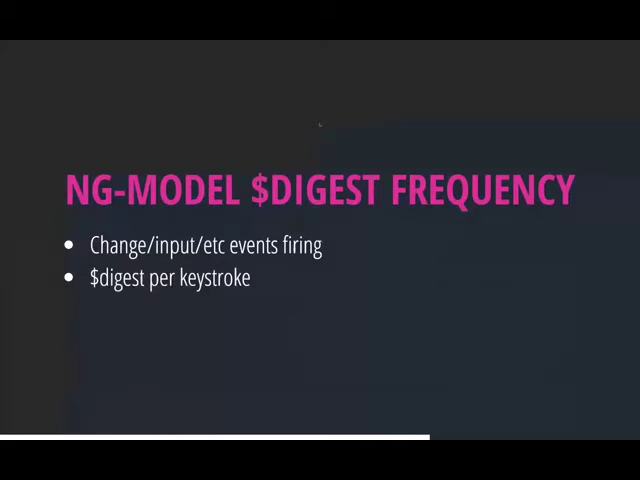 NG-MODEL $DIGEST FREQUENCY
Change/input/etc events firing
$digest per keystroke